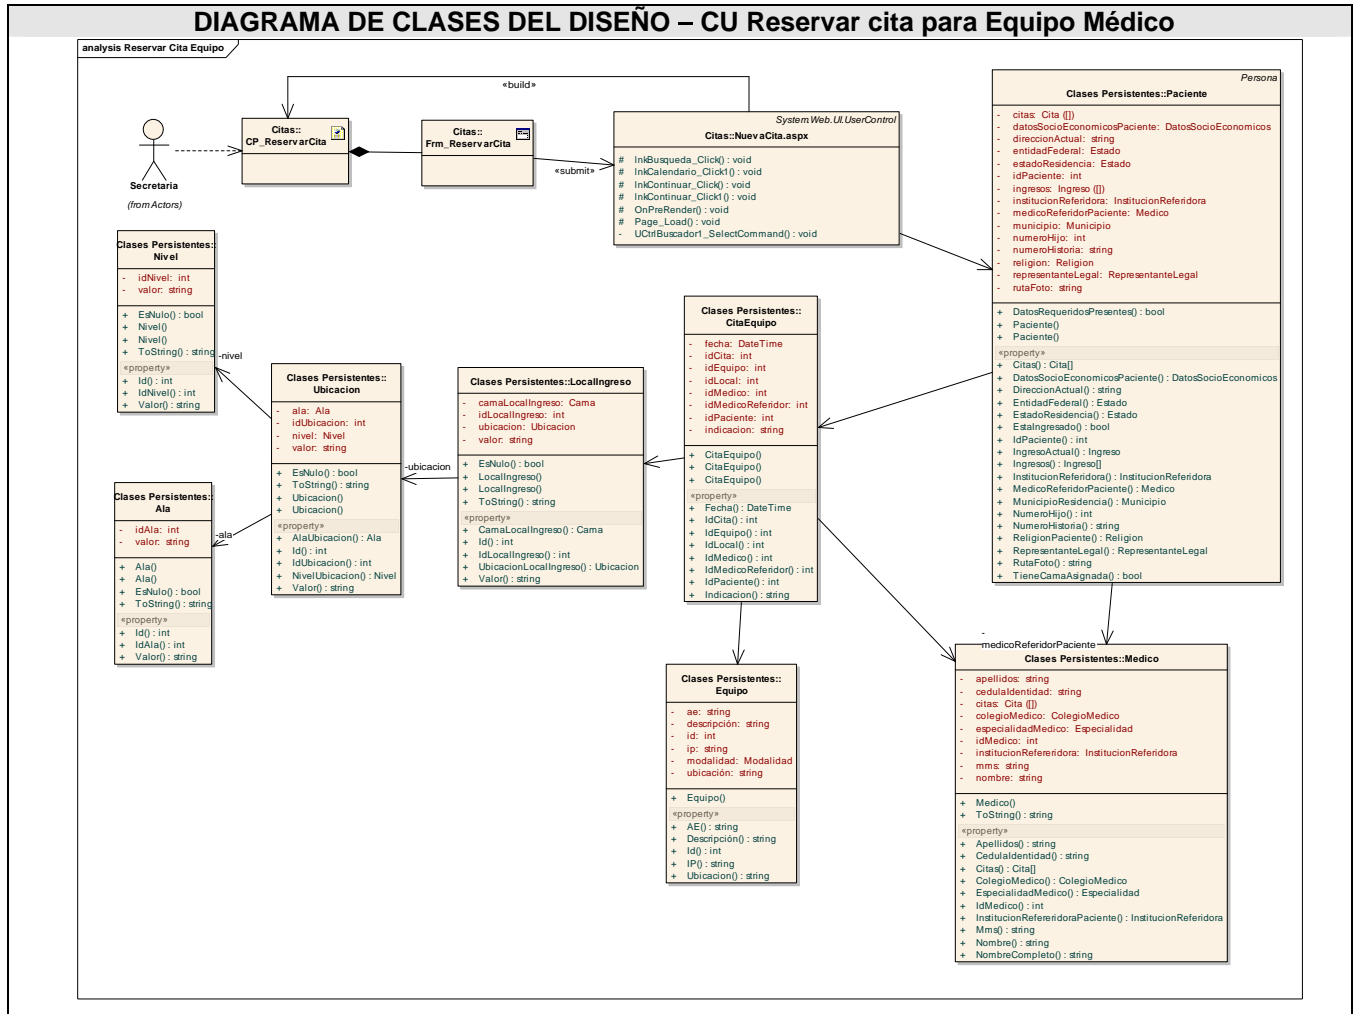 DIAGRAMA DE CLASES DEL DISEÑO – CU Reservar cita para Equipo Médico
analysis Reservar Cita Equipo
«build»
Secretaria
(from Actors)
Citas::
CP_ReservarCita
Citas::
Frm_ReservarCita
«submit»
System.Web.UI.UserControl
Citas::NuevaCita.aspx
# lnkBusqueda_Click() : void
# lnkCalendario_Click1() : void
# lnkContinuar_Click() : void
# lnkContinuar_Click1() : void
# OnPreRender() : void
# Page_Load() : void
- UCtrlBuscador1_SelectCommand() : void
Persona
Clases Persistentes::Paciente
- citas: Cita ([])
- datosSocioEconomicosPaciente: DatosSocioEconomicos
- direccionActual: string
- entidadFederal: Estado
- estadoResidencia: Estado
- idPaciente: int
- ingresos: Ingreso ([])
- institucionReferidora: InstitucionReferidora
- medicoReferidorPaciente: Medico
- municipio: Municipio
- numeroHijo: int
- numeroHistoria: string
- religion: Religion
- representanteLegal: RepresentanteLegal
- rutaFoto: string
+ DatosRequeridosPresentes() : bool
+ Paciente()
+ Paciente()
«property»
+ Citas() : Cita[]
+ DatosSocioEconomicosPaciente() : DatosSocioEconomicos
+ DireccionActual() : string
+ EntidadFederal() : Estado
+ EstadoResidencia() : Estado
+ EstaIngresado() : bool
+ IdPaciente() : int
+ IngresoActual() : Ingreso
+ Ingresos() : Ingreso[]
+ InstitucionReferidora() : InstitucionReferidora
+ MedicoReferidorPaciente() : Medico
+ MunicipioResidencia() : Municipio
+ NumeroHijo() : int
+ NumeroHistoria() : string
+ ReligionPaciente() : Religion
+ RepresentanteLegal() : RepresentanteLegal
+ RutaFoto() : string
+ TieneCamaAsignada() : bool
Clases Persistentes::
Nivel
- idNivel: int
- valor: string
+ EsNulo() : bool
+ Nivel()
+ Nivel()
+ ToString() : string
«property»
+ Id() : int
+ IdNivel() : int
+ Valor() : string
-nivel
Clases Persistentes::
Ubicacion
- ala: Ala
- idUbicacion: int
- nivel: Nivel
- valor: string
+ EsNulo() : bool
+ ToString() : string
+ Ubicacion()
+ Ubicacion()
«property»
+ AlaUbicacion() : Ala
+ Id() : int
+ IdUbicacion() : int
+ NivelUbicacion() : Nivel
+ Valor() : string
-ubicacion
Clases Persistentes::LocalIngreso
- camaLocalIngreso: Cama
- idLocalIngreso: int
- ubicacion: Ubicacion
- valor: string
+ EsNulo() : bool
+ LocalIngreso()
+ LocalIngreso()
+ ToString() : string
«property»
+ CamaLocalIngreso() : Cama
+ Id() : int
+ IdLocalIngreso() : int
+ UbicacionLocalIngreso() : Ubicacion
+ Valor() : string
Clases Persistentes::
CitaEquipo
- fecha: DateTime
- idCita: int
- idEquipo: int
- idLocal: int
- idMedico: int
- idMedicoReferidor: int
- idPaciente: int
- indicacion: string
+ CitaEquipo()
+ CitaEquipo()
+ CitaEquipo()
«property»
+ Fecha() : DateTime
+ IdCita() : int
+ IdEquipo() : int
+ IdLocal() : int
+ IdMedico() : int
+ IdMedicoReferidor() : int
+ IdPaciente() : int
+ Indicacion() : string
Clases Persistentes::
Ala
- idAla: int
- valor: string
+ Ala()
+ Ala()
+ EsNulo() : bool
+ ToString() : string
«property»
+ Id() : int
+ IdAla() : int
+ Valor() : string
-ala
Clases Persistentes::
Equipo
- ae: string
- descripción: string
- id: int
- ip: string
- modalidad: Modalidad
- ubicación: string
+ Equipo()
«property»
+ AE() : string
+ Descripción() : string
+ Id() : int
+ IP() : string
+ Ubicacion() : string
-
medicoReferidorPaciente
Clases Persistentes::Medico
- apellidos: string
- cedulaIdentidad: string
- citas: Cita ([])
- colegioMedico: ColegioMedico
- especialidadMedico: Especialidad
- idMedico: int
- institucionRefereridora: InstitucionReferidora
- mms: string
- nombre: string
+ Medico()
+ ToString() : string
«property»
+ Apellidos() : string
+ CedulaIdentidad() : string
+ Citas() : Cita[]
+ ColegioMedico() : ColegioMedico
+ EspecialidadMedico() : Especialidad
+ IdMedico() : int
+ InstitucionRefereridoraPaciente() : InstitucionReferidora
+ Mms() : string
+ Nombre() : string
+ NombreCompleto() : string